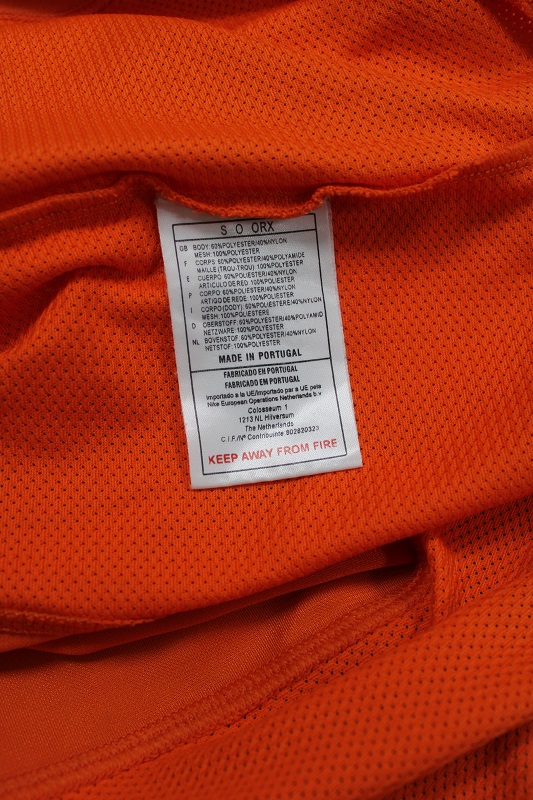 S O ORX
GB BODY:60%POLYESTER/40%NYLON
MESH:100%POLYESTER
F CORPS 60%POLYESTER/40%POLYAMIDE
MAILLE (TROU-TROU):100%POLYESTER
E CUERPO 60%POLIESTER/40%NYLON
ARTICULO DE RED:100%POLIESTER
P CORPO 60%POLIESTER/40%NYLON
ARTIGO DE REDE :100%POLIESTER
I CORPO(DODY):60%POLIESTERE/40%NYLON
MESH:100%POLIESTERE
D OBERSTOFF:60%POLYESTER/40%POLYAMID
NETZWARE:100%POLYESTER
NL BOVENSTOF 60%POLYESTER/40%NYLON
NETSTOF:100%POLYESTER
MADE IN PORTUGAL
FABRICADO EN PORTUGAL
FABRICADO EM PORTUGAL
importado a la UE/Importado par a UE pela
Nike European Operations Netherlands b.v
Colosseum 1
1213 NL Hilversum
The Netherlands
C.I.F./Nº Contribuinte 802820323
KEEP AWAY FROM FIRE